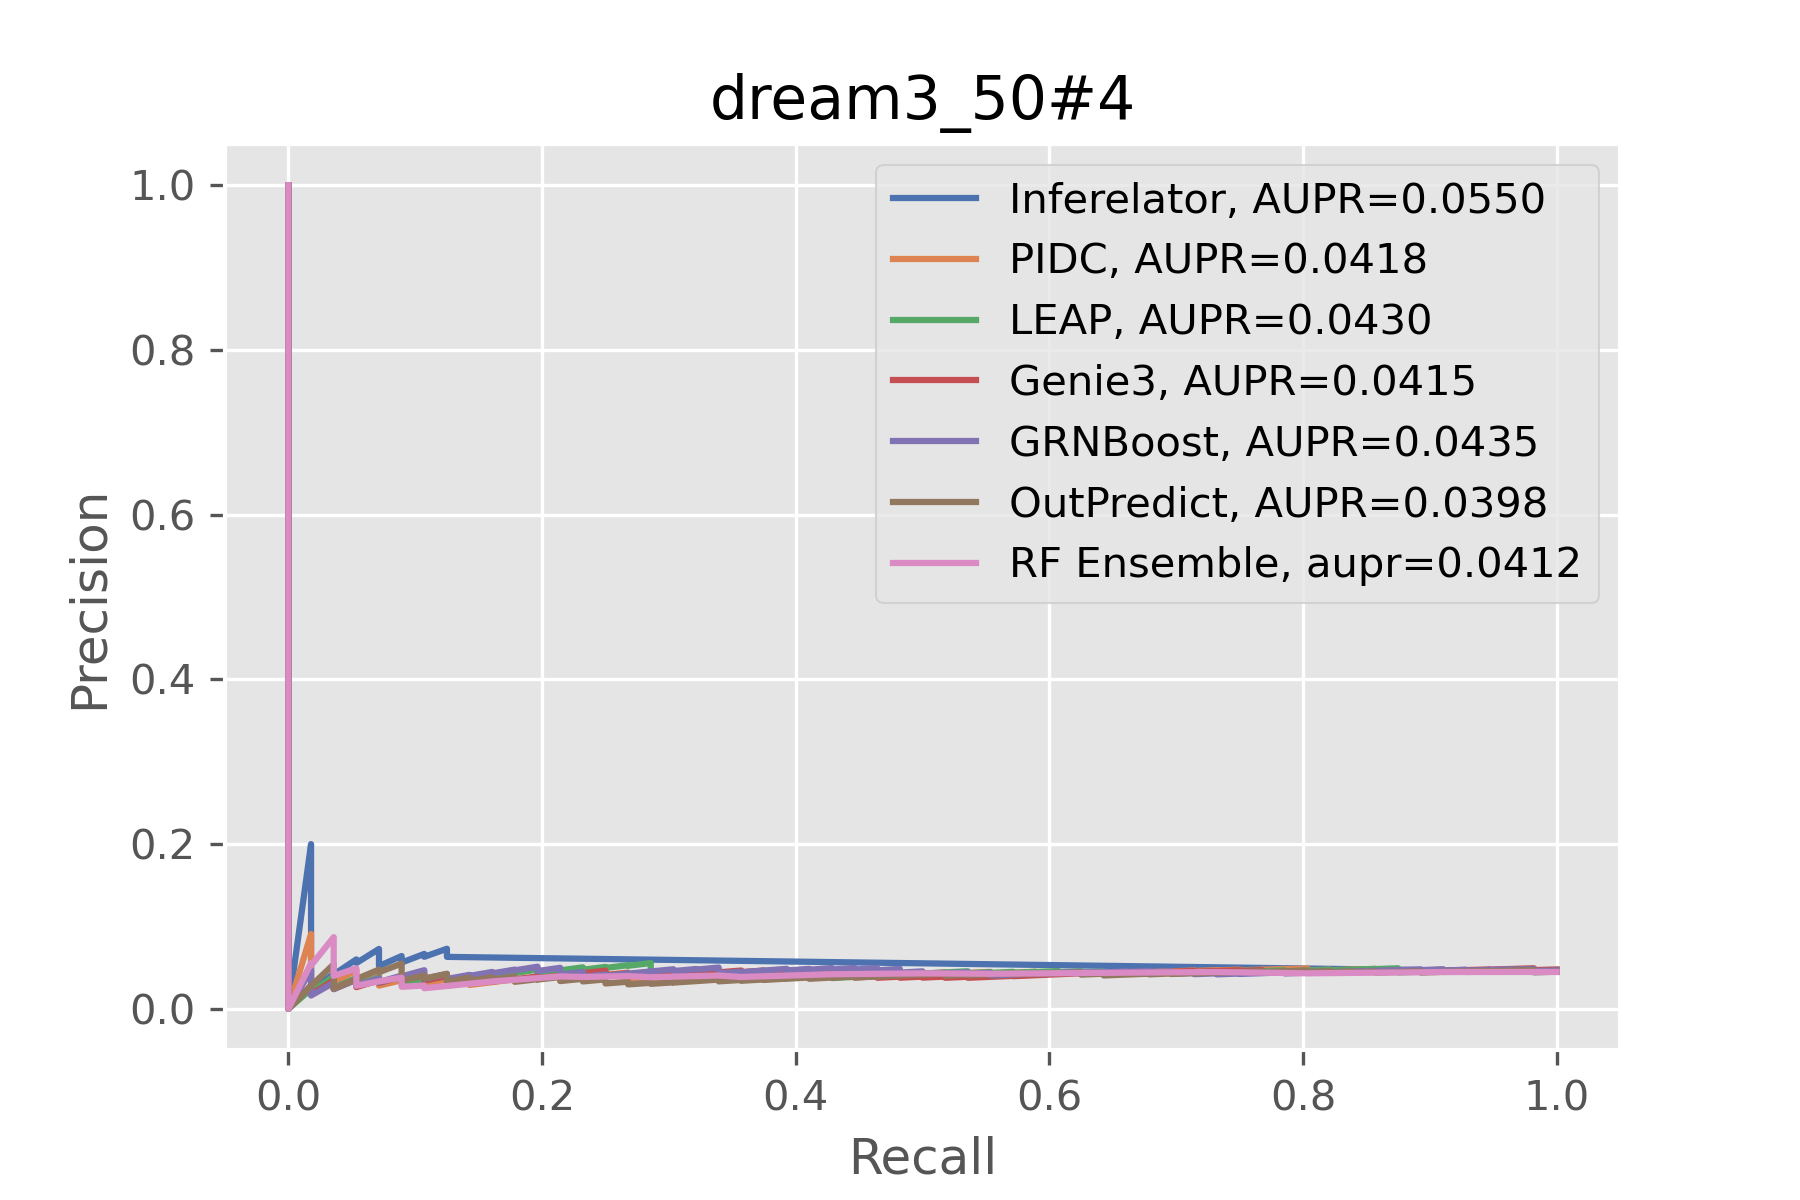 dream3_50#4
Inferelator, AUPR=0.0550
PIDC, AUPR=0.0418
LEAP, AUPR=0.0430
Genie3, AUPR=0.0415
GRNBoost, AUPR=0.0435
OutPredict, AUPR=0.0398
RF Ensemble, aupr=0.0412
Precision
1.0
0.8
0.6
0.4
0.2
0.0
0.0 0.2 0.4 0.6 0.8 1.0
Recall